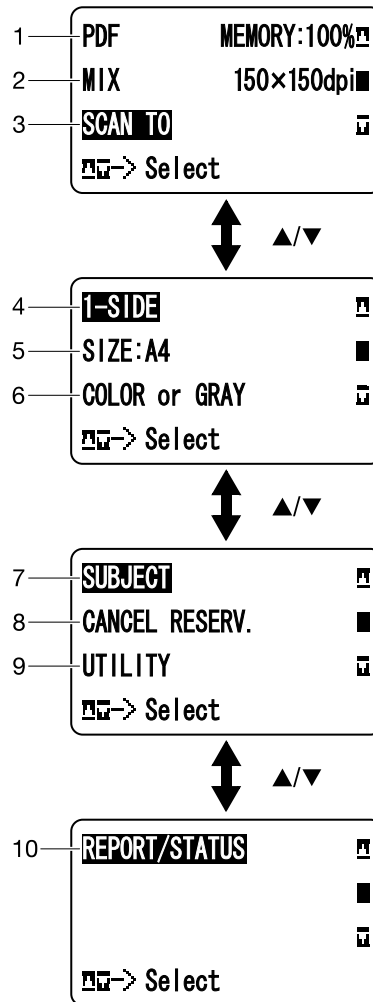 1 PDF MEMORY:100%
2 MIX 150×150dpi
3 SCAN TO
-> Select
▲/▼
4 1-SIDE
5 SIZE:A4
6 COLOR or GRAY
-> Select
▲/▼
7 SUBJECT
8 CANCEL RESERV.
9 UTILITY
-> Select
▲/▼
10 REPORT/STATUS
-> Select